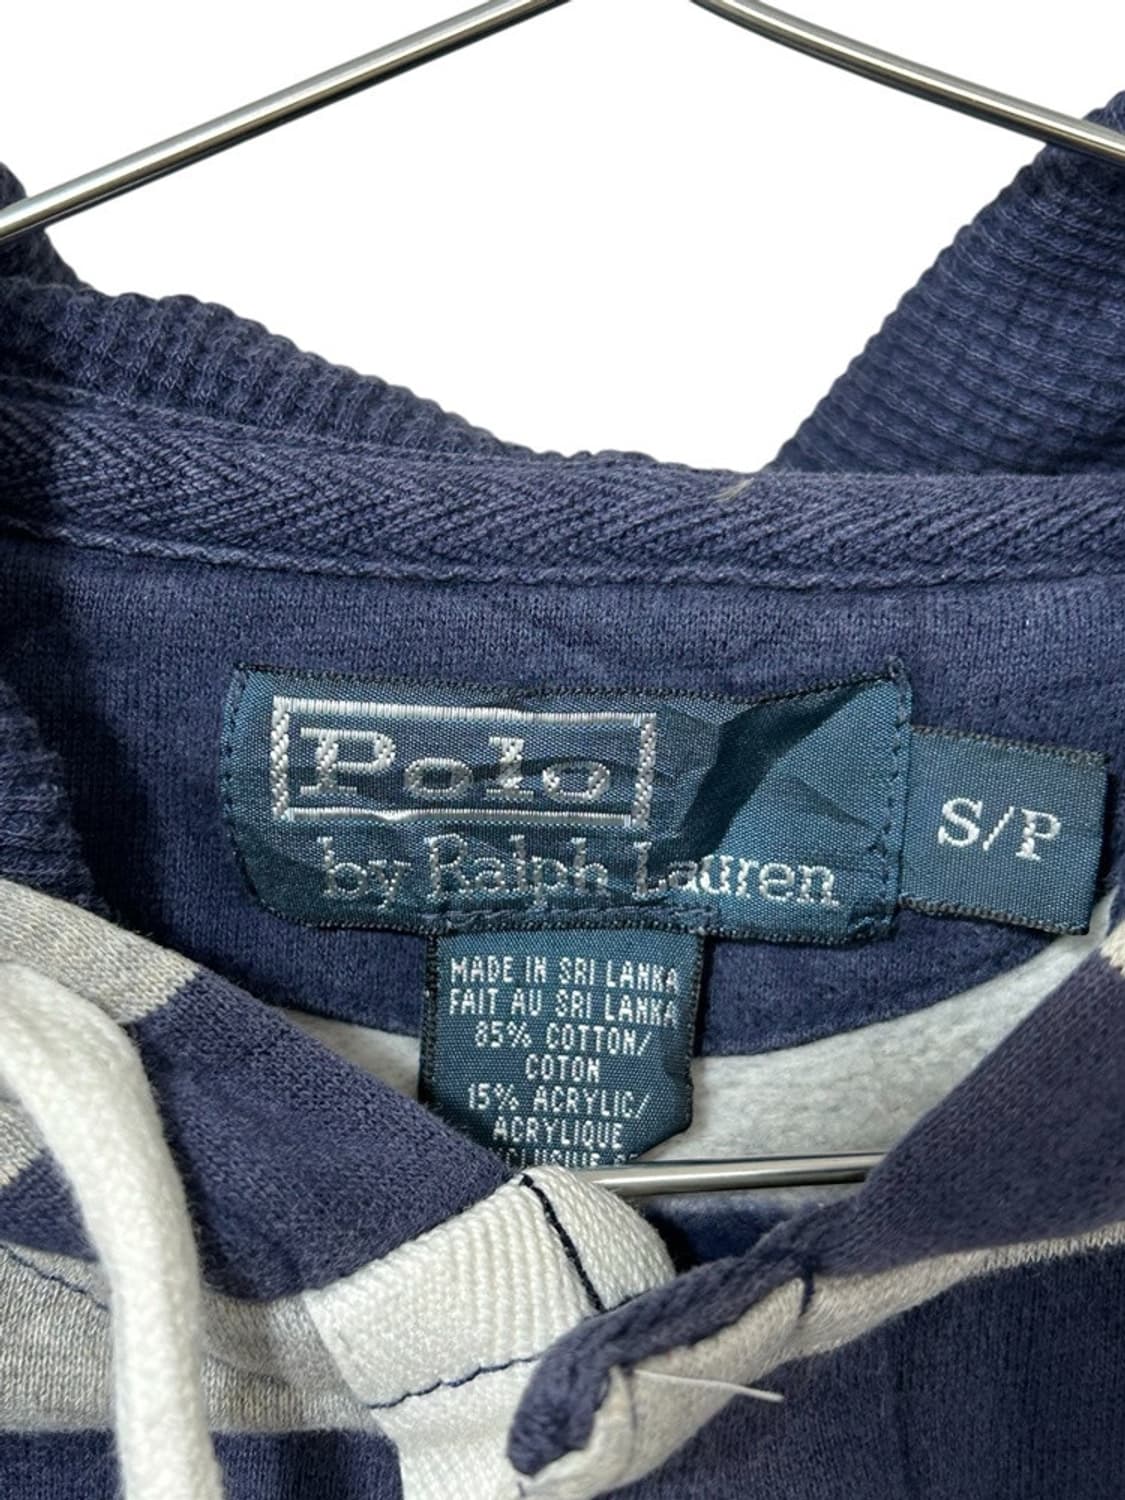 Polo
by Ralph Lauren
S/P
MADE IN SRI LANKA
FAIT AU SRI LANKA
85% COTTON/
COTON
15% ACRYLIC/
ACRYLIQUE